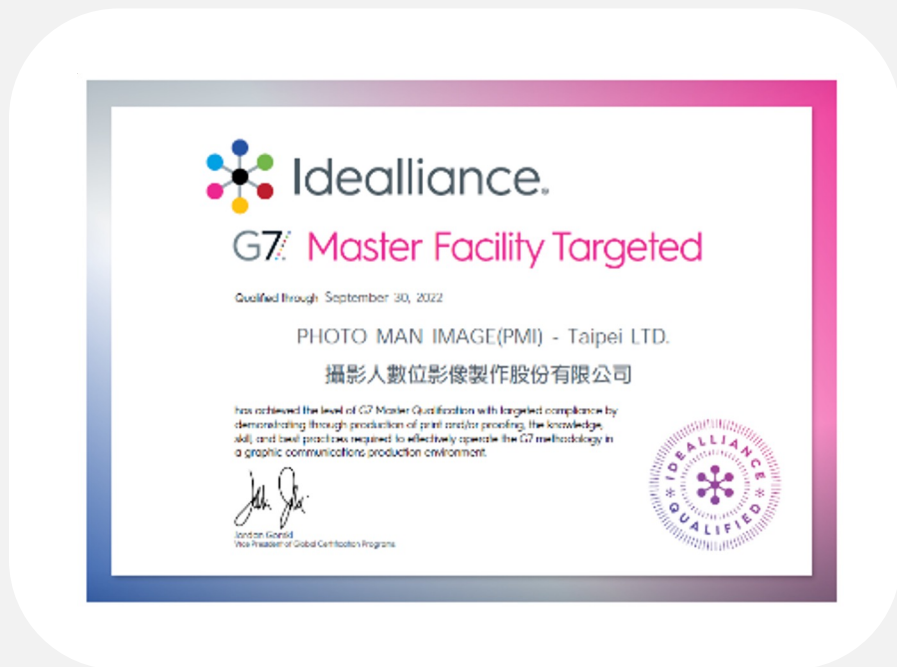 Idealliance®
G7 Master Facility Targeted
Qualified through September 30, 2022
PHOTO MAN IMAGE(PMI) - Taipei LTD.
攝影人數位影像製作股份有限公司
has achieved the level of G7 Master Qualification with targeted compliance by
demonstrating through production of print and/or proofing, the knowledge,
skill, and best practices required to effectively operate the G7 methodology in
a graphic communications production environment.
Jordan Gorski
Vice President of Global Certification Programs
IDEALLIANCE
QUALIFIED